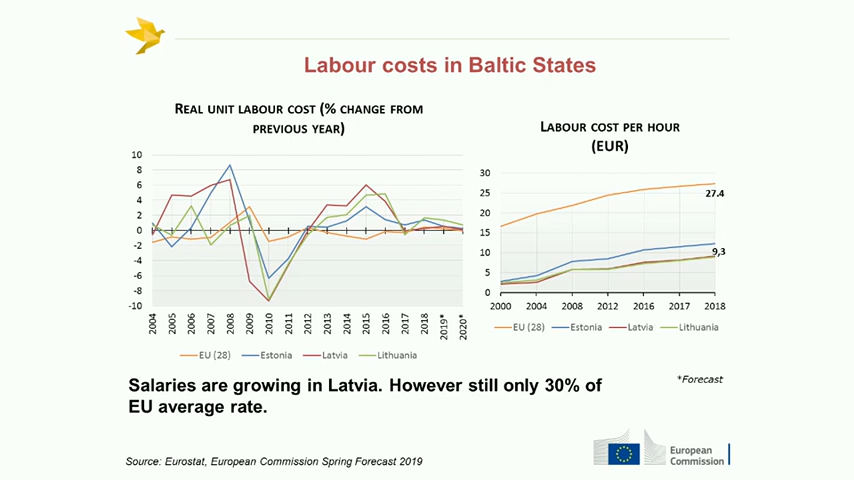 Labour costs in Baltic States
REAL UNIT LABOUR COST (% CHANGE FROM
PREVIOUS YEAR)
10
8
6
4
2
0
-2
-4
-6
-8
-10
2004
2005
2006
2007
2008
2009
2010
2011
2012
2013
2014
2015
2016
2017
2018
2019*
2020*
EU (28) Estonia Latvia Lithuania
LABOUR COST PER HOUR
(EUR)
30
25
20
15
10
5
0
27.4
9,3
2000 2004 2008 2012 2016 2017 2018
EU (28) Estonia Latvia Lithuania
*Forecast
Salaries are growing in Latvia. However still only 30% of
EU average rate.
Source: Eurostat, European Commission Spring Forecast 2019
European
Commission